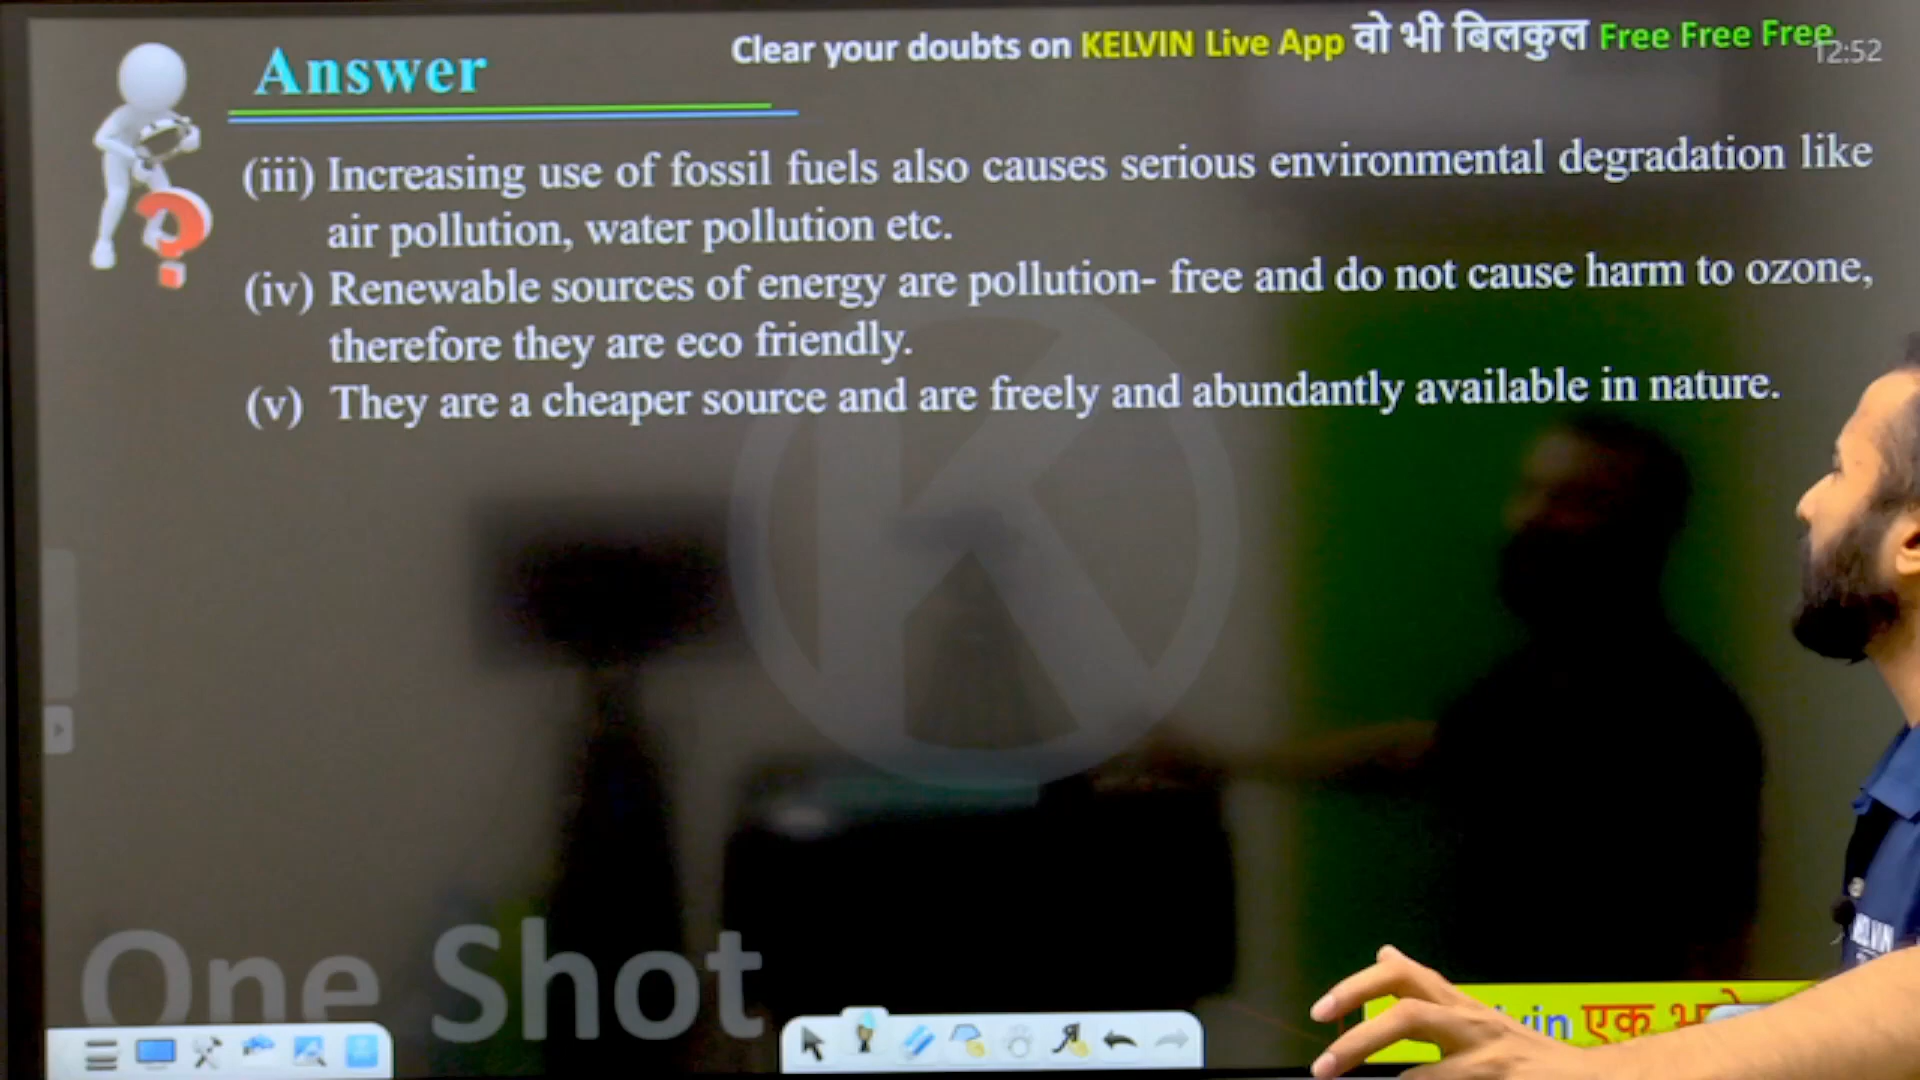 Answer
Clear your doubts on KELVIN Live App वो भी बिलकुल Free Free Free
12:52
(iii) Increasing use of fossil fuels also causes serious environmental degradation like
air pollution, water pollution etc.
(iv) Renewable sources of energy are pollution- free and do not cause harm to ozone,
therefore they are eco friendly.
(v) They are a cheaper source and are freely and abundantly available in nature.
K
One Shot
एक